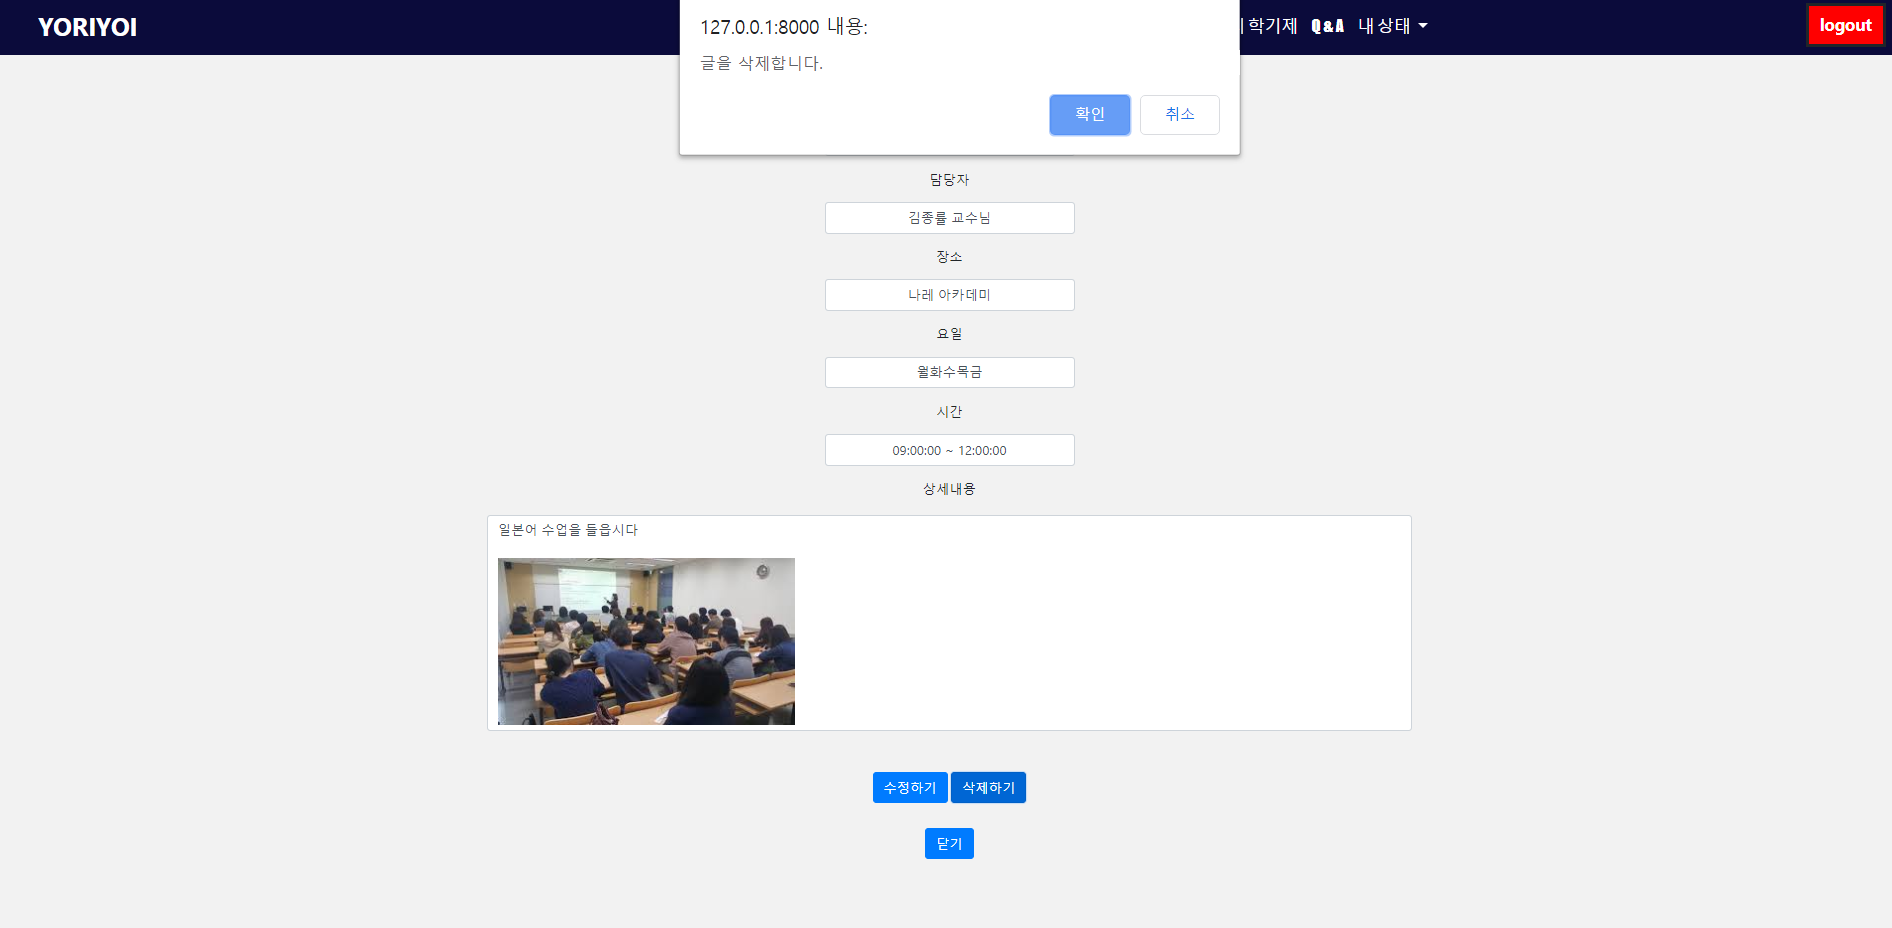 YORIYOI
127.0.0.1:8000 내용:
글을 삭제합니다.
확인 취소
학기제 Q&A 내 상태
logout
담당자
김종률 교수님
장소
나레 아카데미
요일
월화수목금
시간
09:00:00 ~ 12:00:00
상세내용
일본어 수업을 들읍시다
수정하기 삭제하기
닫기